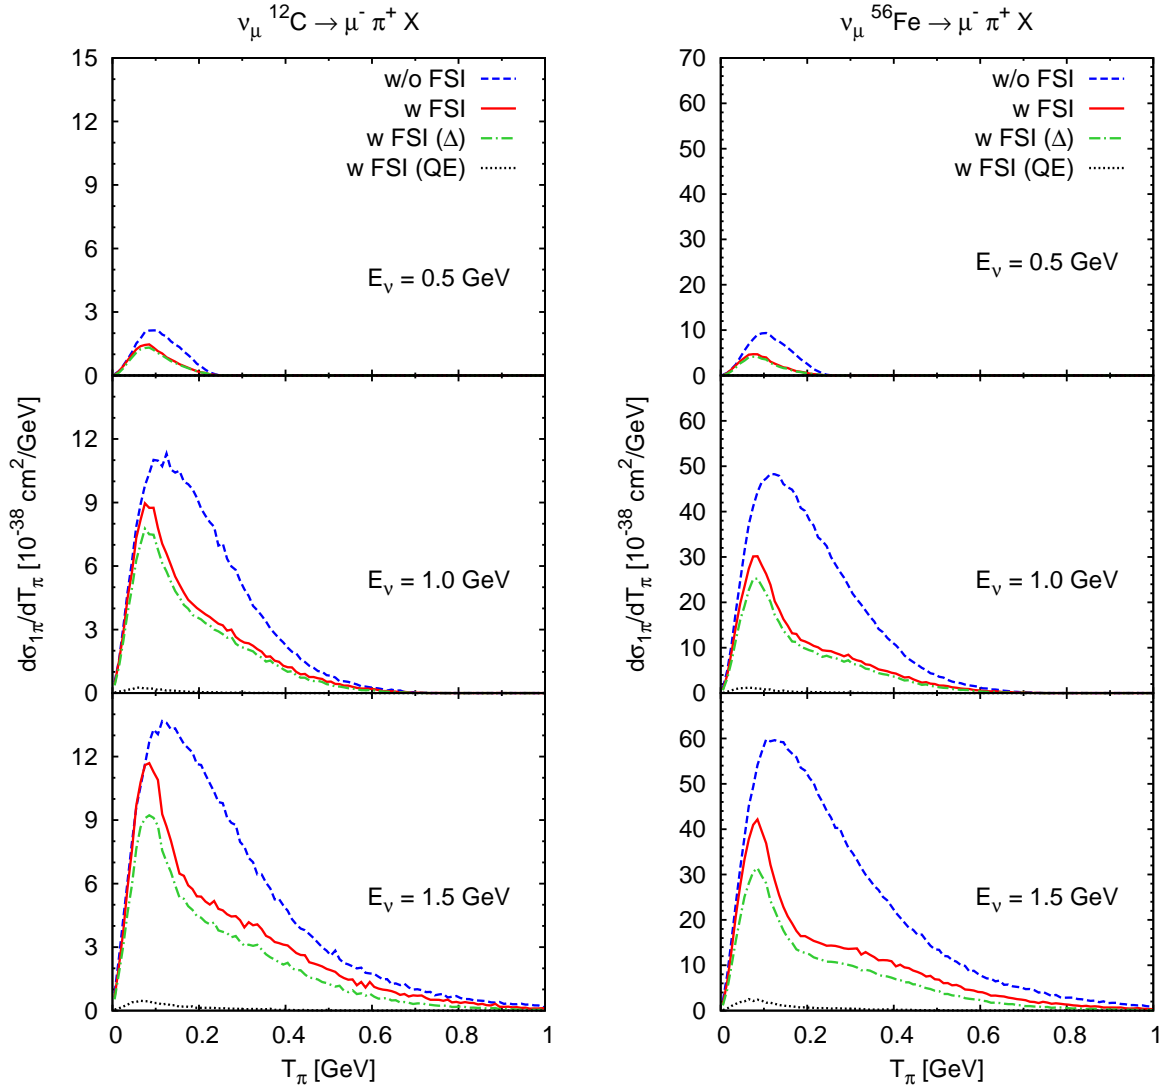 ν_μ ¹²C → μ⁻ π⁺ X
15
12
9
6
3
0
w/o FSI
w FSI
w FSI (Δ)
w FSI (QE)
E_ν = 0.5 GeV
12
9
6
3
0
E_ν = 1.0 GeV
dσ_1π/dT_π [10⁻³⁸ cm²/GeV]
12
9
6
3
0
E_ν = 1.5 GeV
0 0.2 0.4 0.6 0.8 1
T_π [GeV]
ν_μ ⁵⁶Fe → μ⁻ π⁺ X
70
60
50
40
30
20
10
0
w/o FSI
w FSI
w FSI (Δ)
w FSI (QE)
E_ν = 0.5 GeV
60
50
40
30
20
10
0
E_ν = 1.0 GeV
dσ_1π/dT_π [10⁻³⁸ cm²/GeV]
60
50
40
30
20
10
0
E_ν = 1.5 GeV
0 0.2 0.4 0.6 0.8 1
T_π [GeV]